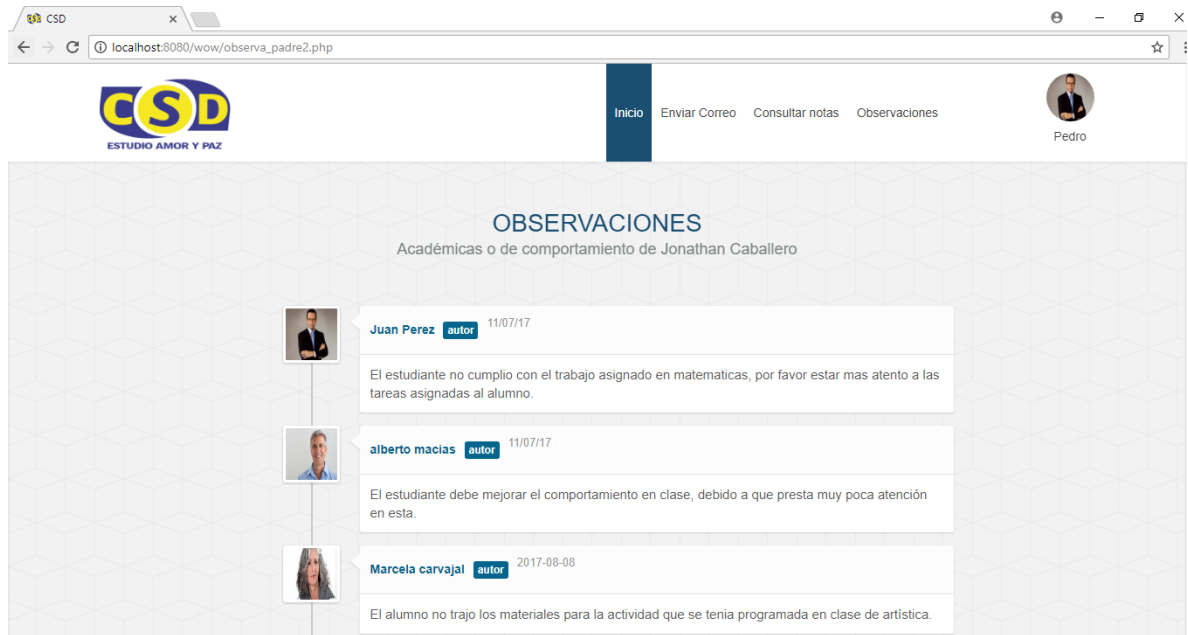 CSD
localhost:8080/wow/observa_padre2.php
CSD
ESTUDIO AMOR Y PAZ
Inicio Enviar Correo Consultar notas Observaciones
Pedro
OBSERVACIONES
Académicas o de comportamiento de Jonathan Caballero
Juan Perez autor 11/07/17
El estudiante no cumplio con el trabajo asignado en matematicas, por favor estar mas atento a las
tareas asignadas al alumno.
alberto macias autor 11/07/17
El estudiante debe mejorar el comportamiento en clase, debido a que presta muy poca atención
en esta.
Marcela carvajal autor 2017-08-08
El alumno no trajo los materiales para la actividad que se tenia programada en clase de artística.